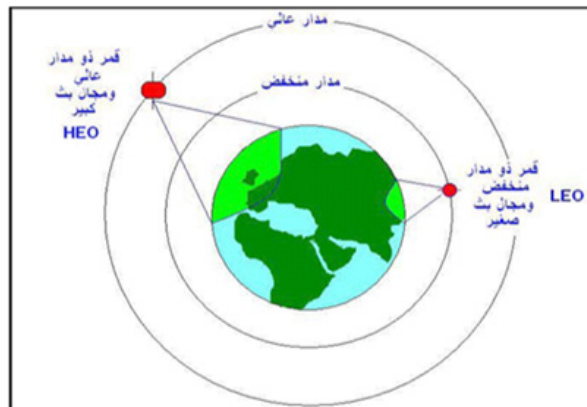 مدار عالي
مدار منخفض
قمر ذو مدار
عالي
ومجال بث
كبير
HEO
قمر ذو مدار
منخفض
ومجال بث
صغير
LEO